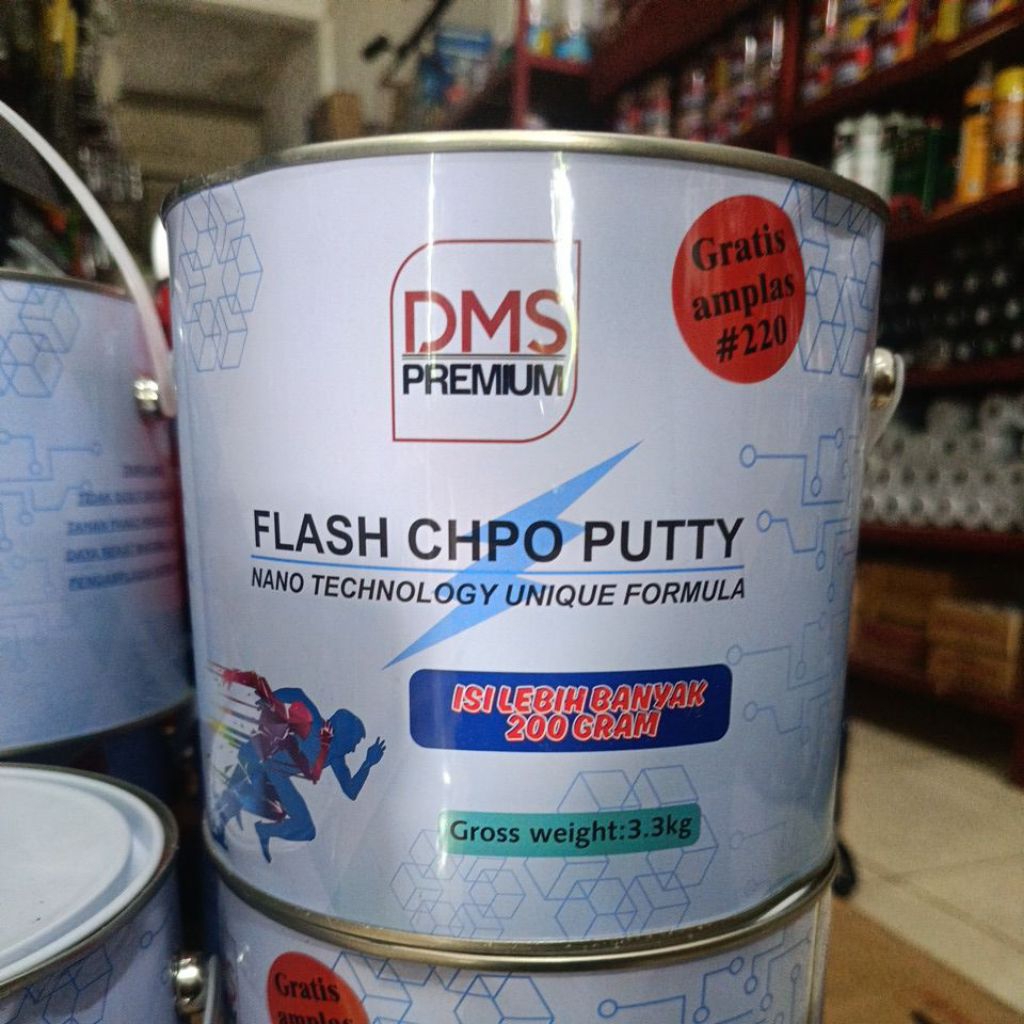 DMS
PREMIUM
Gratis
amplas
#220
FLASH CHPO PUTTY
NANO TECHNOLOGY UNIQUE FORMULA
ISI LEBIH BANYAK
200 GRAM
Gross weight:3.3kg
Gratis
amplas